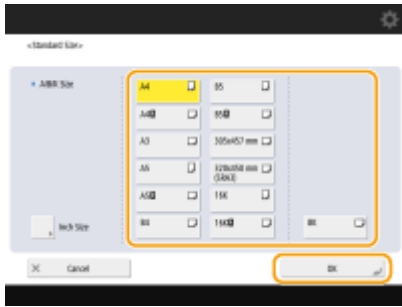 <Standard Size>
A/B/K Size
A4
B5
A4R
B5R
A3
305x457 mm
A5
320x450 mm
(SRA3)
A5R
16K
Inch Size
B4
16KR
8K
Cancel
OK